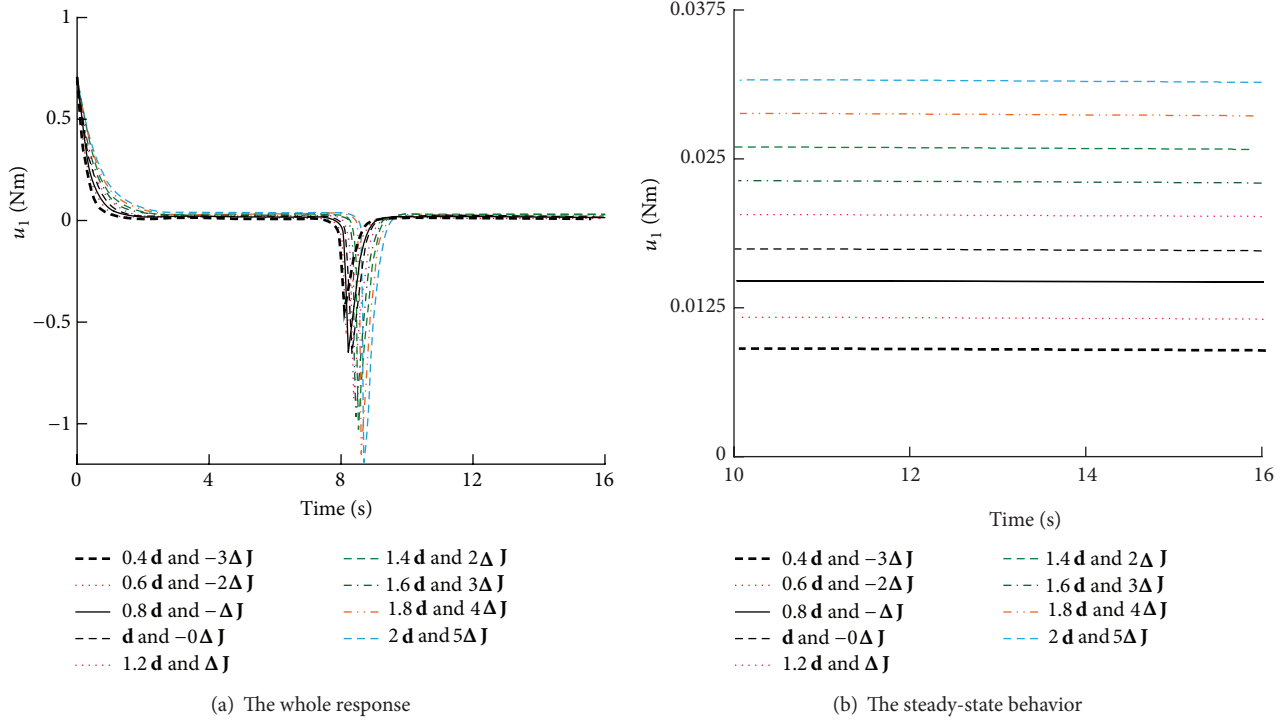 1
0.5
0
−0.5
−1
u1 (Nm)
0 4 8 12 16
Time (s)
0.4 d and −3Δ J
0.6 d and −2Δ J
0.8 d and −Δ J
d and −0Δ J
1.2 d and Δ J
1.4 d and 2Δ J
1.6 d and 3Δ J
1.8 d and 4Δ J
2 d and 5Δ J
(a) The whole response
0.0375
0.025
0.0125
0
u1 (Nm)
10 12 14 16
Time (s)
0.4 d and −3Δ J
0.6 d and −2Δ J
0.8 d and −Δ J
d and −0Δ J
1.2 d and Δ J
1.4 d and 2Δ J
1.6 d and 3Δ J
1.8 d and 4Δ J
2 d and 5Δ J
(b) The steady-state behavior